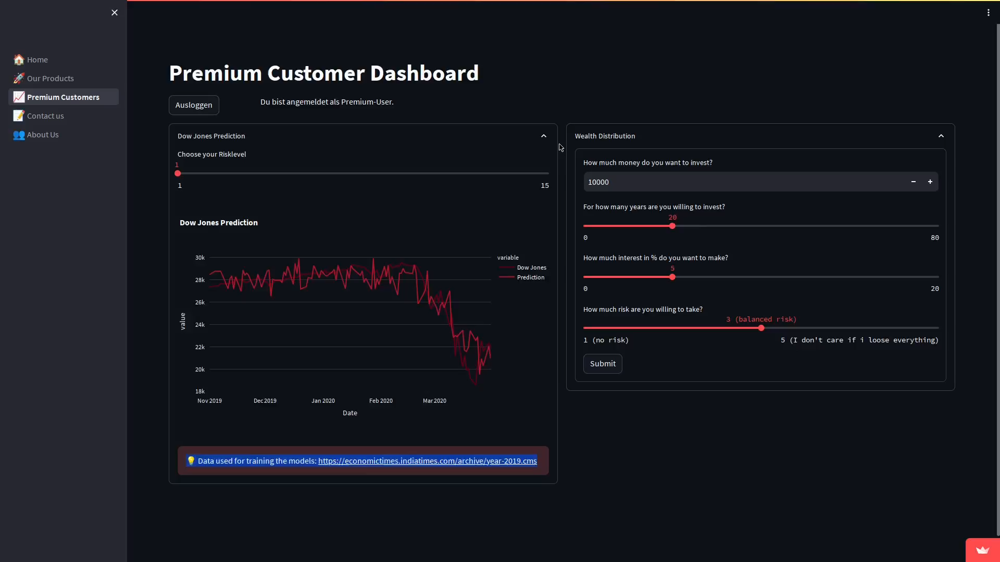 Home
Our Products
Premium Customers
Contact us
About Us
Premium Customer Dashboard
Ausloggen
Du bist angemeldet als Premium-User.
Dow Jones Prediction
Choose your Risklevel
1
1 15
Dow Jones Prediction
30k
28k
26k
24k
22k
20k
18k
value
Nov 2019 Dec 2019 Jan 2020 Feb 2020 Mar 2020
Date
variable
Dow Jones
Prediction
💡 Data used for training the models: https://economictimes.indiatimes.com/archive/year-2019.cms
Wealth Distribution
How much money do you want to invest?
10000
For how many years are you willing to invest?
20
0 80
How much interest in % do you want to make?
5
0 20
How much risk are you willing to take?
3 (balanced risk)
1 (no risk) 5 (I don't care if i loose everything)
Submit